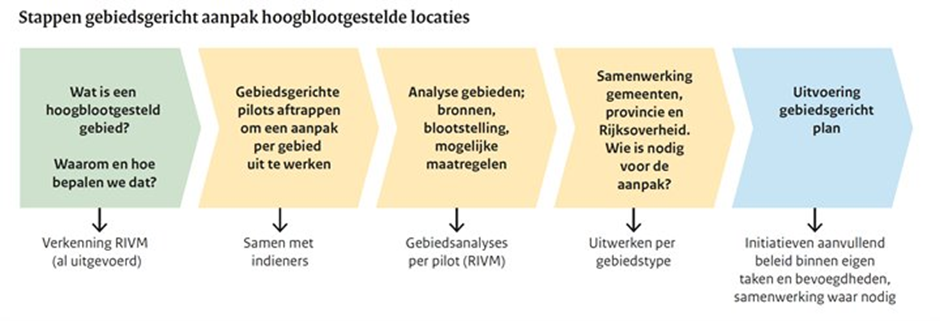 Stappen gebiedsgericht aanpak hoogblootgestelde locaties
Wat is een
hoogblootgesteld
gebied?
Waarom en hoe
bepalen we dat?
Gebiedsgerichte
pilots aftrappen
om een aanpak
per gebied
uit te werken
Analyse gebieden;
bronnen,
blootstelling,
mogelijke
maatregelen
Samenwerking
gemeenten,
provincie en
Rijksoverheid.
Wie is nodig
voor de
aanpak?
Uitvoering
gebiedsgericht
plan
Verkenning RIVM
(al uitgevoerd)
Samen met
indieners
Gebiedsanalyses
per pilot (RIVM)
Uitwerken per
gebiedstype
Initiatieven aanvullend
beleid binnen eigen
taken en bevoegdheden,
samenwerking waar nodig